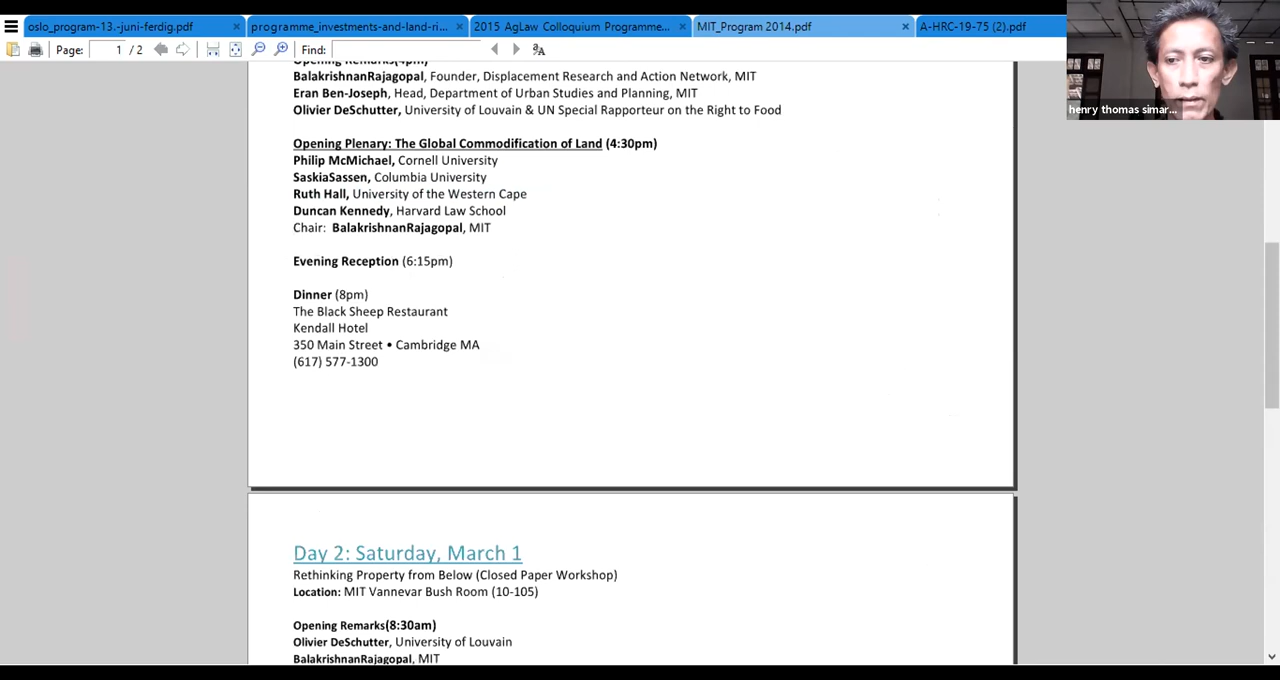 oslo_program-13.-juni-ferdig.pdf × programme_investments-and-land-ri... × 2015 AgLaw Colloquium Programme... × MIT_Program 2014.pdf × A-HRC-19-75 (2).pdf
Page: 1 / 2 Find:
henry thomas simar...
Opening Remarks(4pm)
BalakrishnanRajagopal, Founder, Displacement Research and Action Network, MIT
Eran Ben-Joseph, Head, Department of Urban Studies and Planning, MIT
Olivier DeSchutter, University of Louvain & UN Special Rapporteur on the Right to Food
Opening Plenary: The Global Commodification of Land (4:30pm)
Philip McMichael, Cornell University
SaskiaSassen, Columbia University
Ruth Hall, University of the Western Cape
Duncan Kennedy, Harvard Law School
Chair: BalakrishnanRajagopal, MIT
Evening Reception (6:15pm)
Dinner (8pm)
The Black Sheep Restaurant
Kendall Hotel
350 Main Street • Cambridge MA
(617) 577-1300
Day 2: Saturday, March 1
Rethinking Property from Below (Closed Paper Workshop)
Location: MIT Vannevar Bush Room (10-105)
Opening Remarks(8:30am)
Olivier DeSchutter, University of Louvain
BalakrishnanRajagopal, MIT